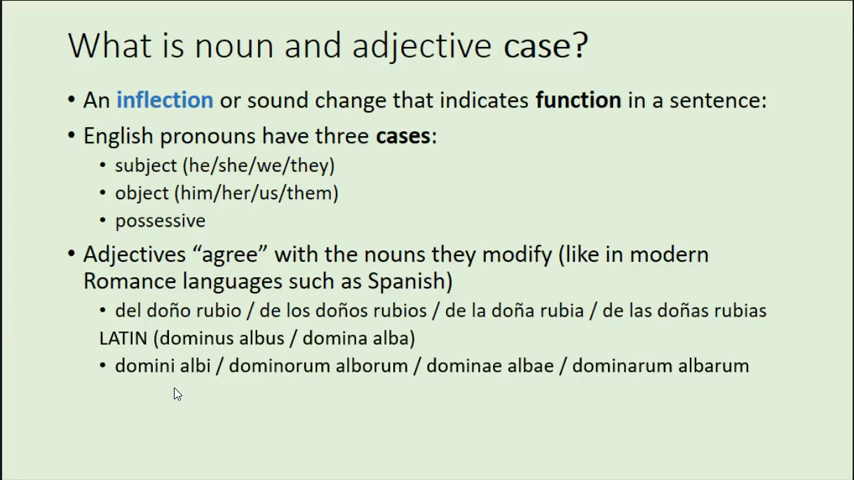 What is noun and adjective case?
• An inflection or sound change that indicates function in a sentence:
• English pronouns have three cases:
• subject (he/she/we/they)
• object (him/her/us/them)
• possessive
• Adjectives “agree” with the nouns they modify (like in modern
Romance languages such as Spanish)
• del doño rubio / de los doños rubios / de la doña rubia / de las doñas rubias
LATIN (dominus albus / domina alba)
• domini albi / dominorum alborum / dominae albae / dominarum albarum